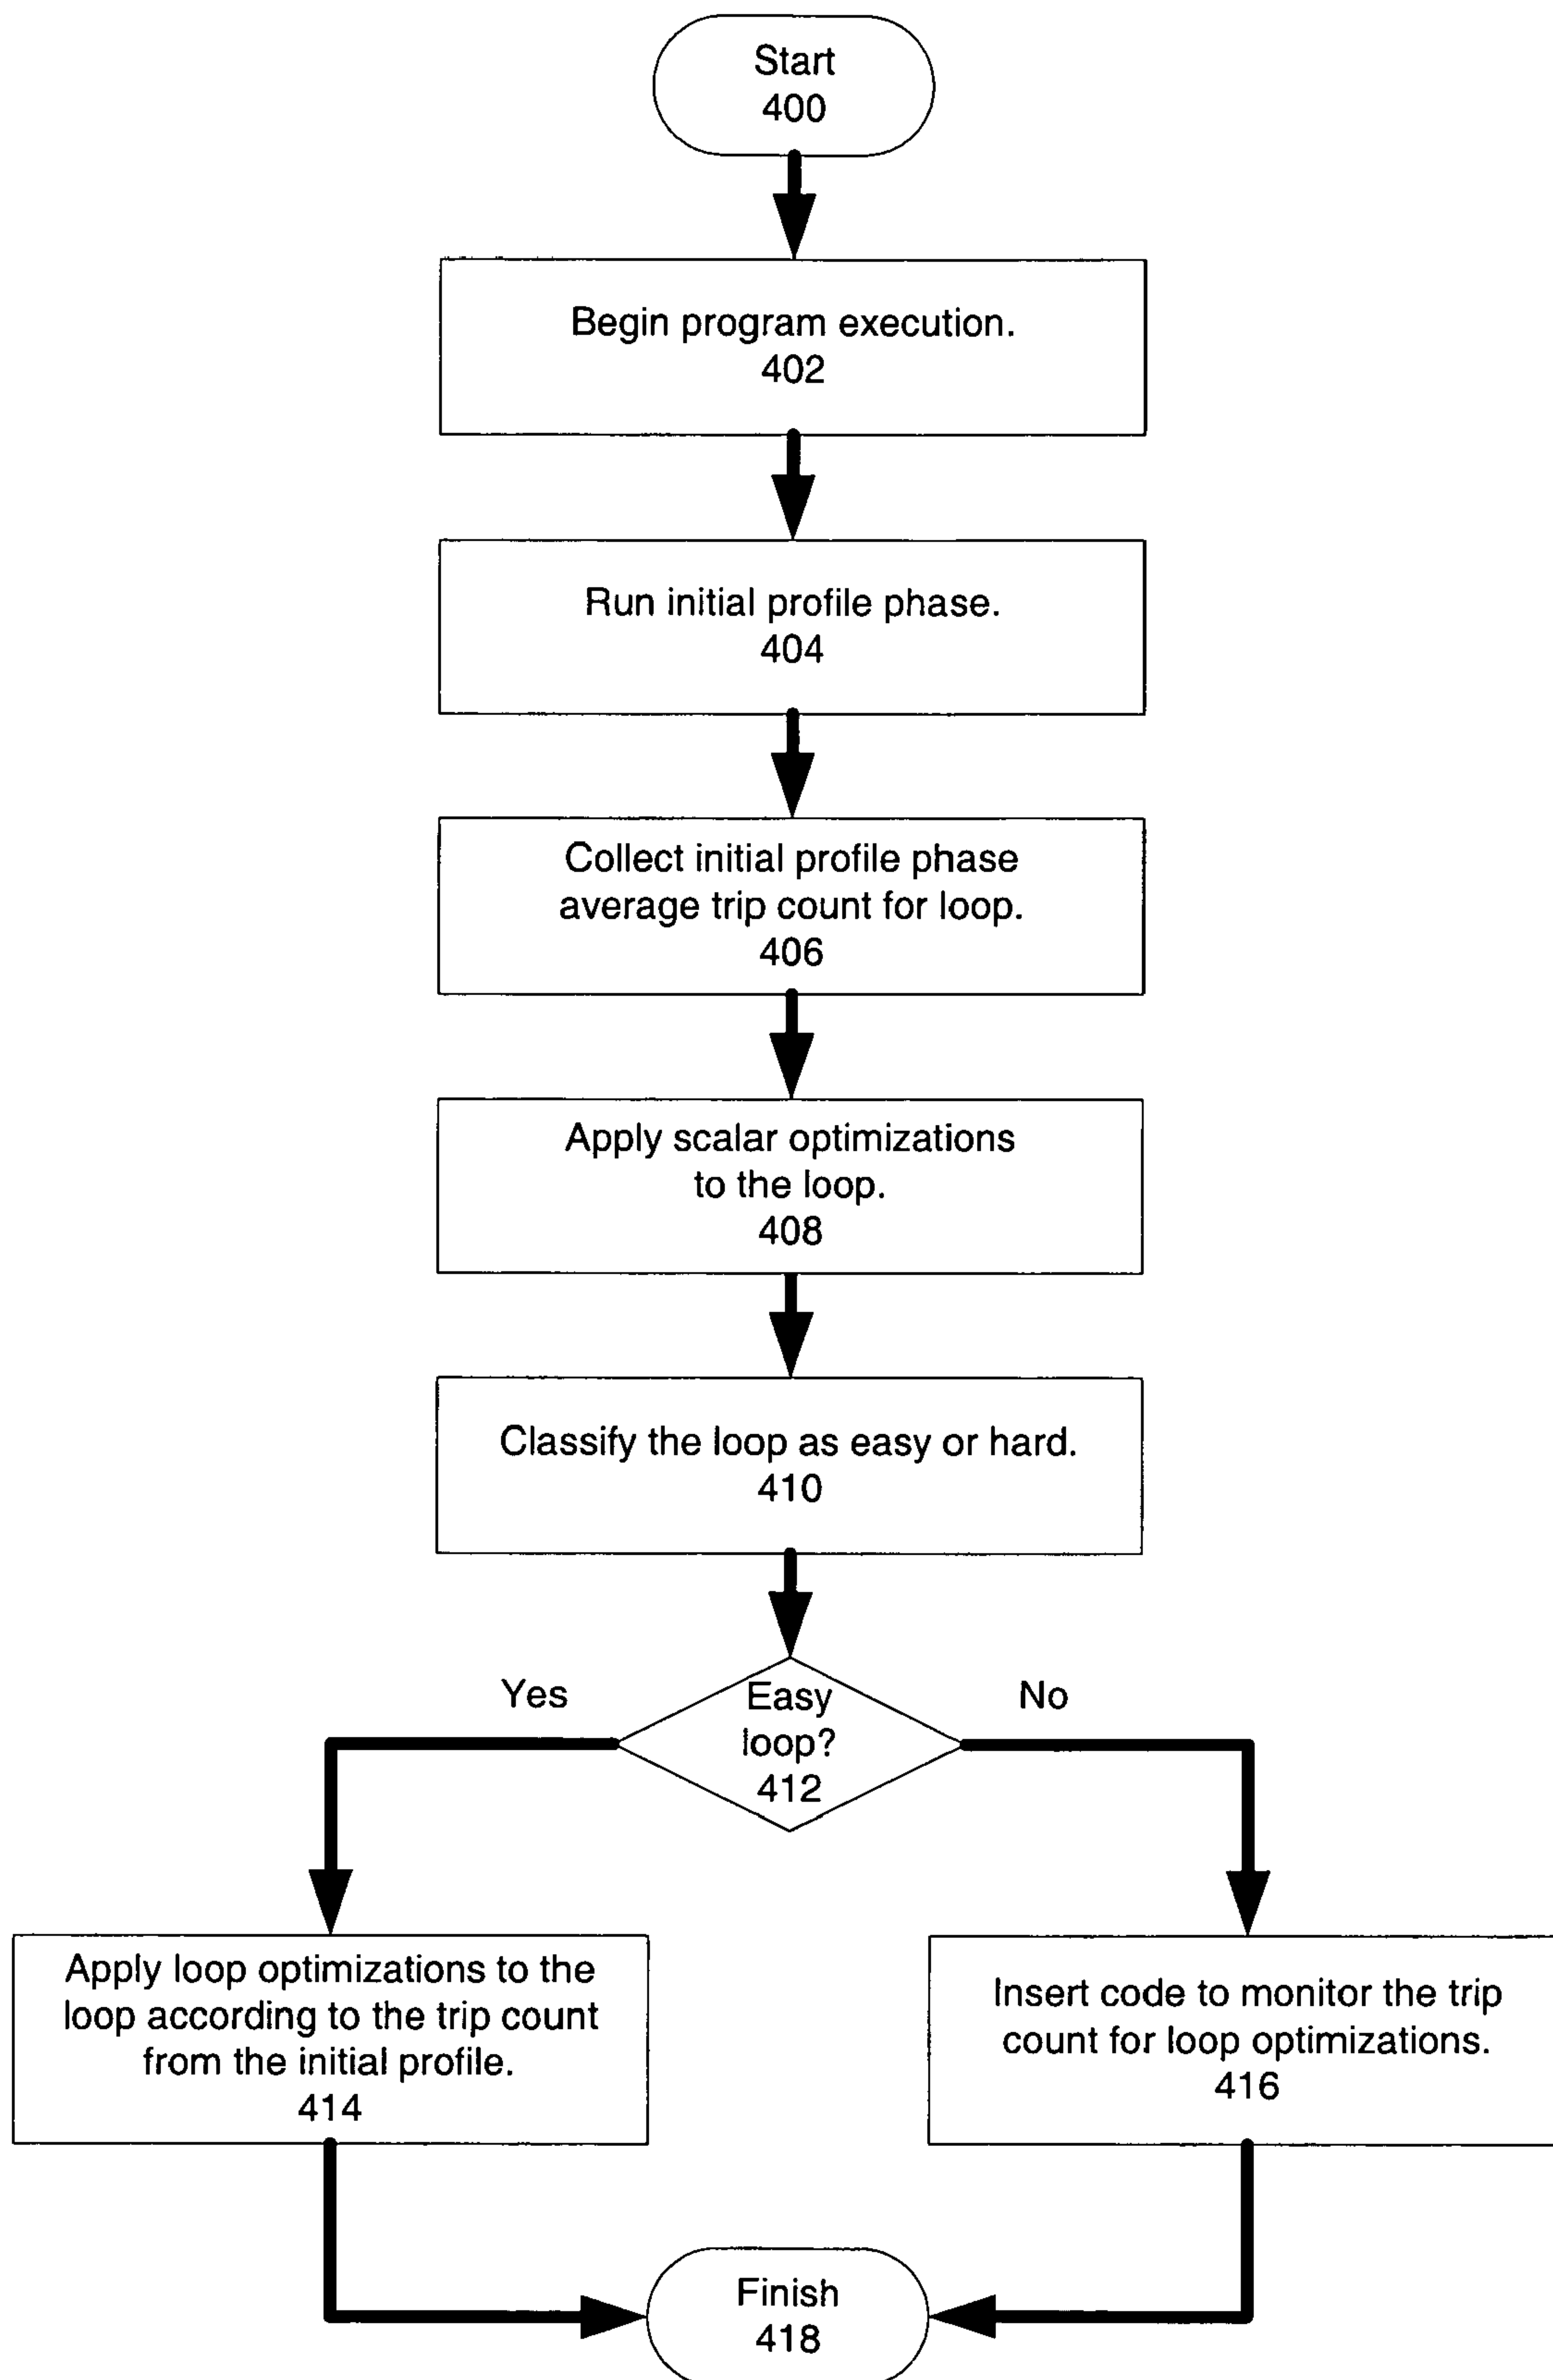 Start
400
Begin program execution.
402
Run initial profile phase.
404
Collect initial profile phase
average trip count for loop.
406
Apply scalar optimizations
to the loop.
408
Classify the loop as easy or hard.
410
Yes
Easy
loop?
412
No
Apply loop optimizations to the
loop according to the trip count
from the initial profile.
414
Insert code to monitor the trip
count for loop optimizations.
416
Finish
418